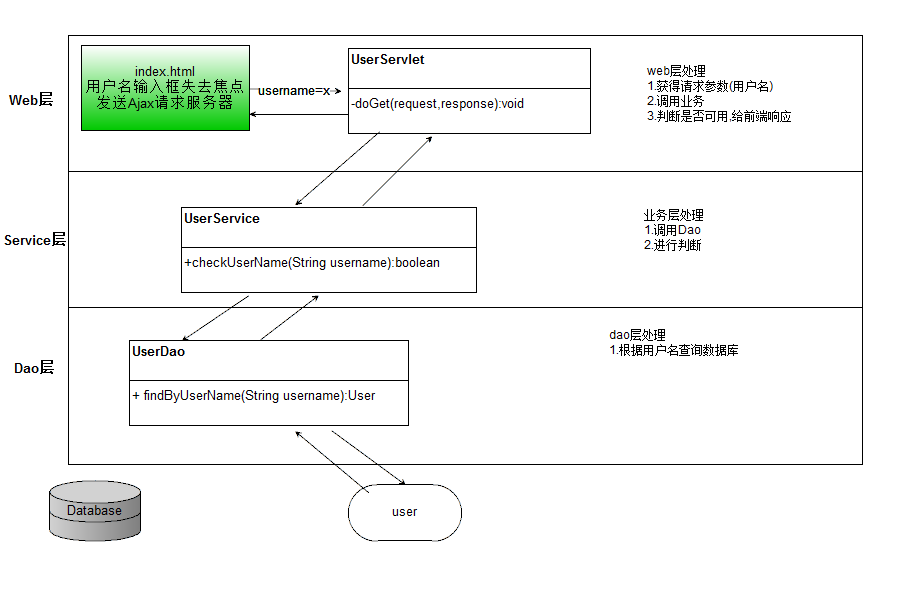 index.html
用户名输入框失去焦点
发送Ajax请求服务器
username=x
UserServlet
-doGet(request,response):void
web层处理
1.获得请求参数(用户名)
2.调用业务
3.判断是否可用,给前端响应
Web层
UserService
+checkUserName(String username):boolean
业务层处理
1.调用Dao
2.进行判断
Service层
UserDao
+ findByUserName(String username):User
dao层处理
1.根据用户名查询数据库
Dao层
Database
user